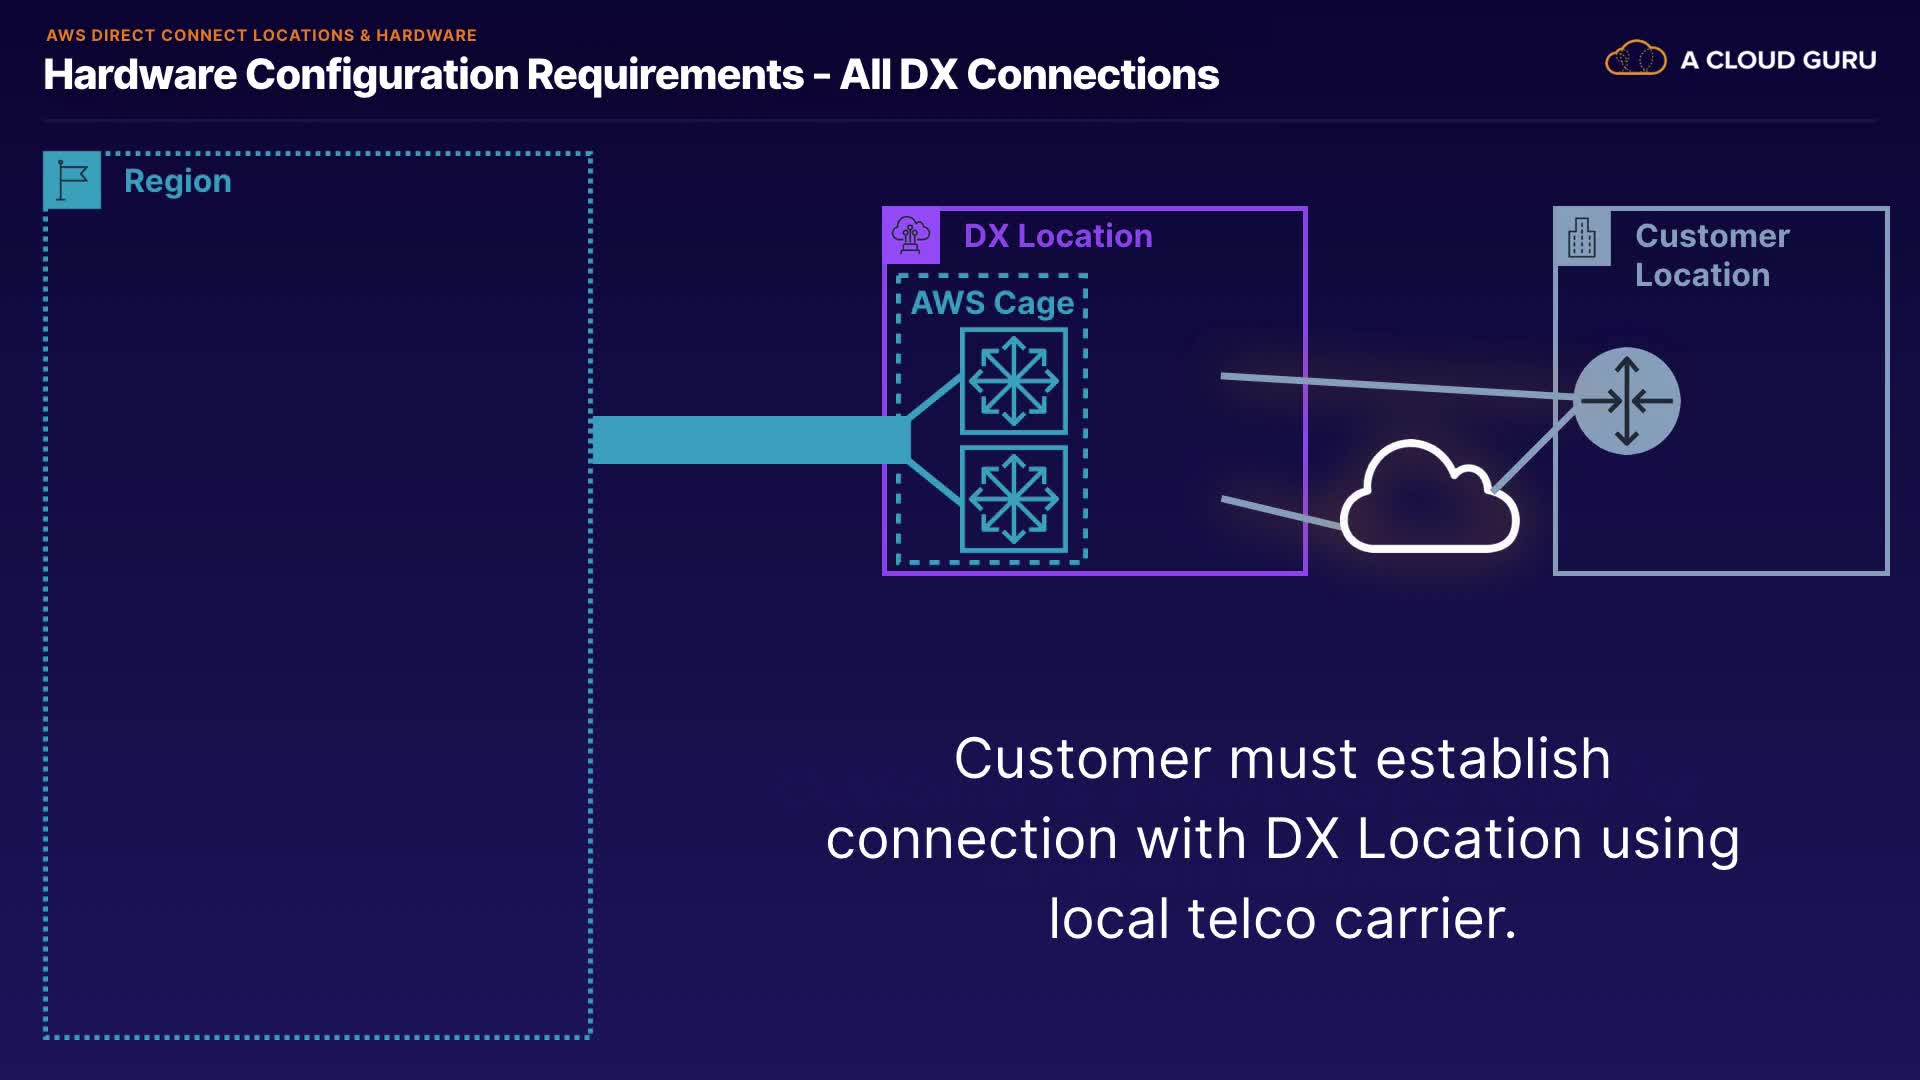 AWS DIRECT CONNECT LOCATIONS & HARDWARE
Hardware Configuration Requirements – All DX Connections
A CLOUD GURU
Region
DX Location
AWS Cage
Customer
Location
Customer must establish
connection with DX Location using
local telco carrier.